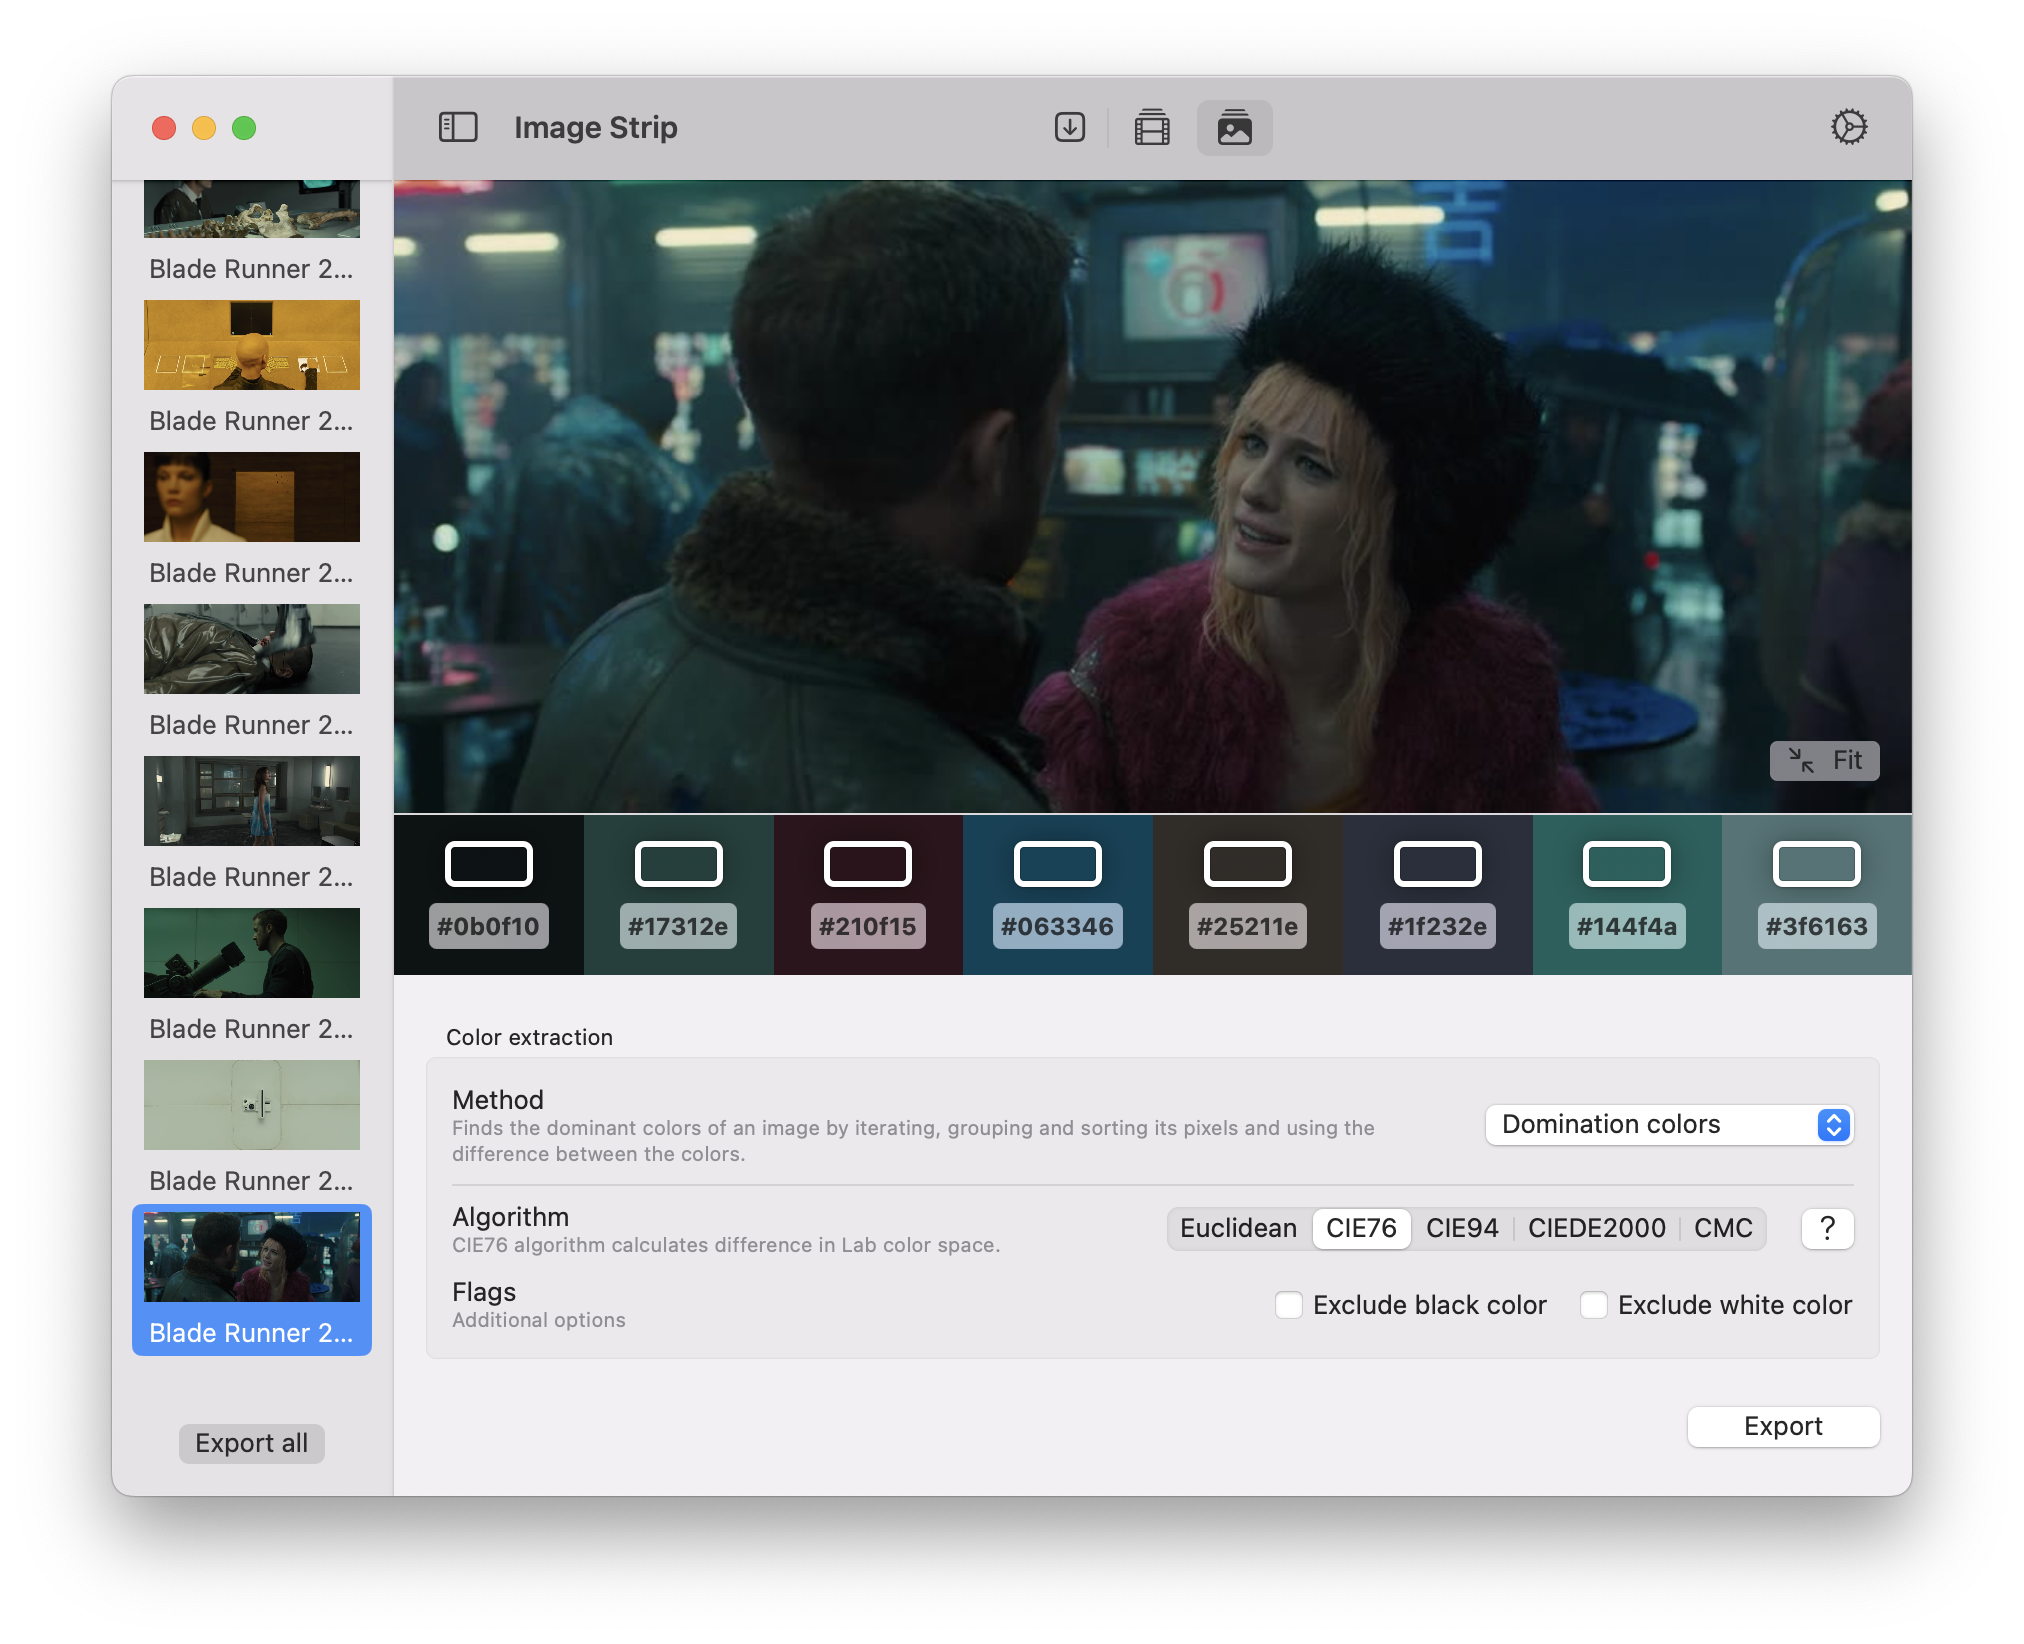 Image Strip
Blade Runner 2...
Blade Runner 2...
Blade Runner 2...
Blade Runner 2...
Blade Runner 2...
Blade Runner 2...
Blade Runner 2...
Blade Runner 2...
Export all
Fit
#0b0f10
#17312e
#210f15
#063346
#25211e
#1f232e
#144f4a
#3f6163
Color extraction
Method
Finds the dominant colors of an image by iterating, grouping and sorting its pixels and using the
difference between the colors.
Domination colors
Algorithm
CIE76 algorithm calculates difference in Lab color space.
Euclidean CIE76 CIE94 CIEDE2000 CMC ?
Flags
Additional options
Exclude black color Exclude white color
Export